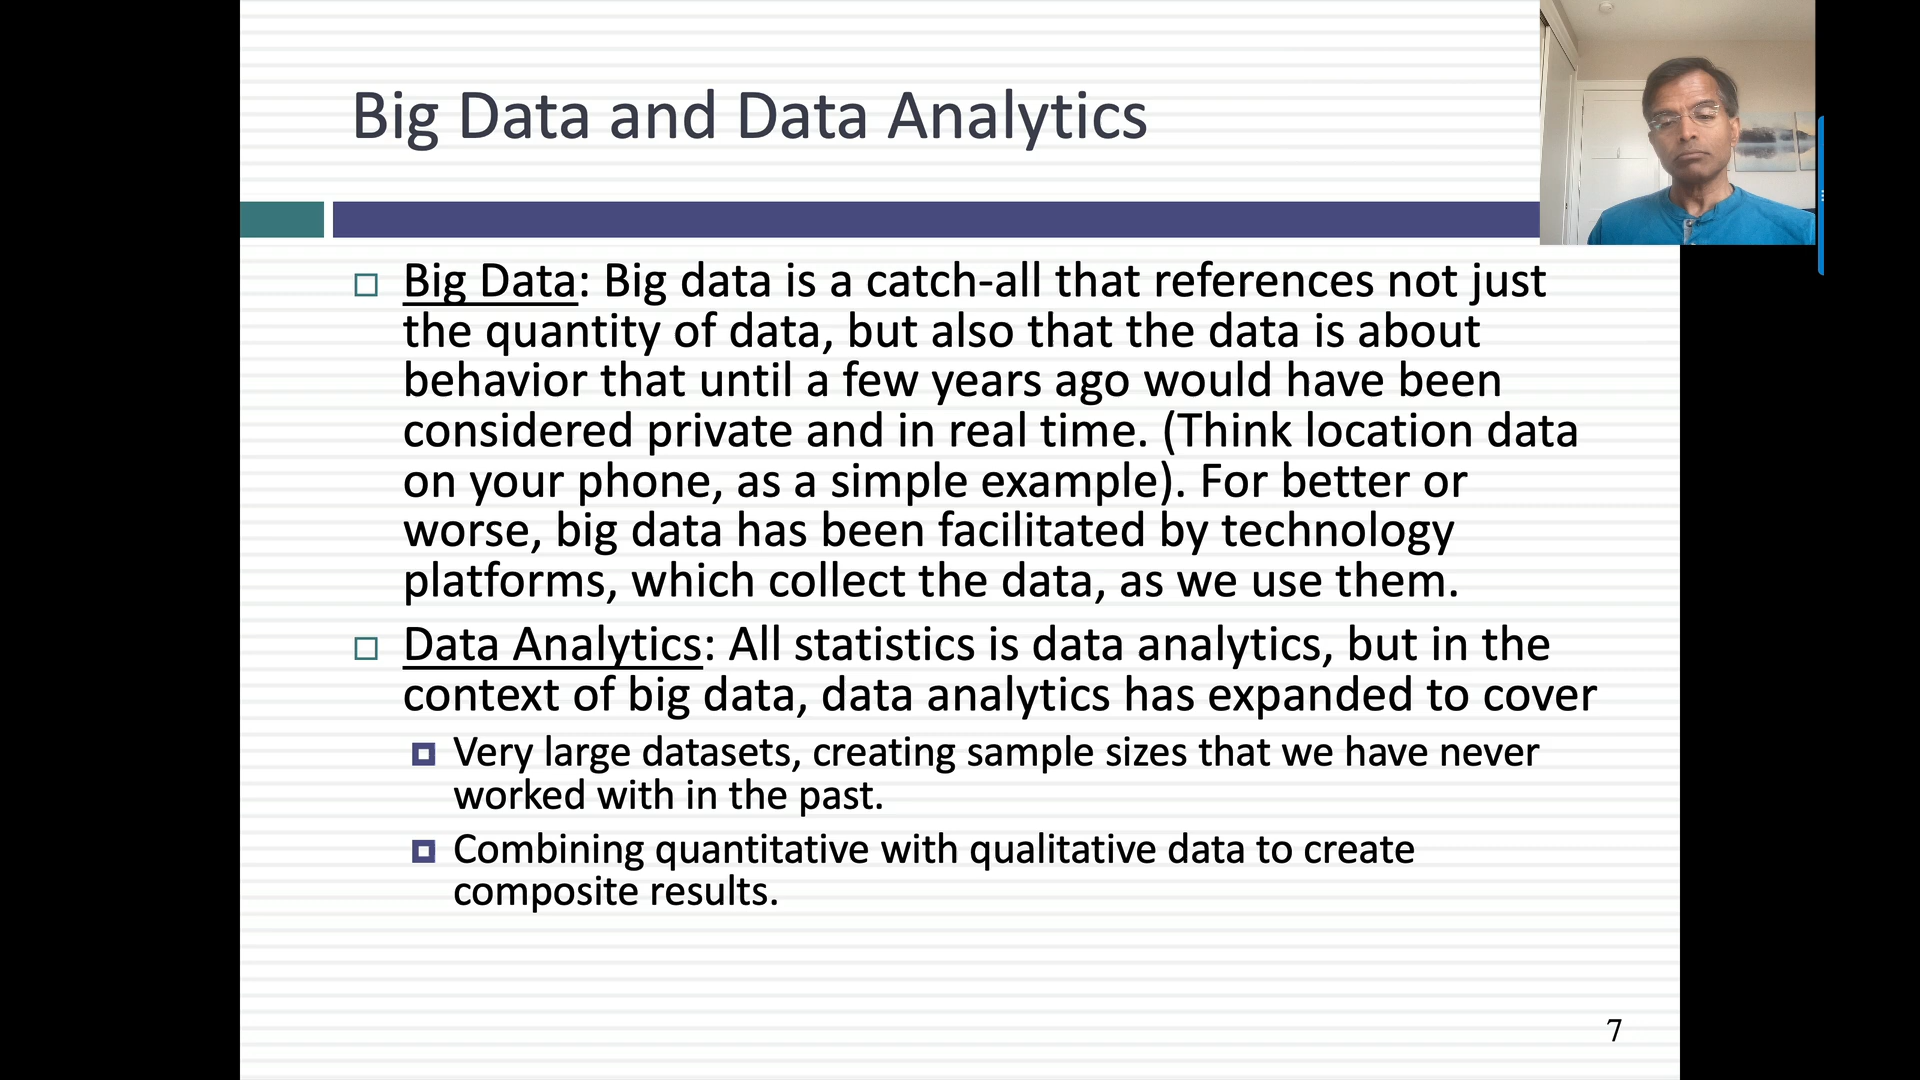 Big Data and Data Analytics
Big Data: Big data is a catch-all that references not just
the quantity of data, but also that the data is about
behavior that until a few years ago would have been
considered private and in real time. (Think location data
on your phone, as a simple example). For better or
worse, big data has been facilitated by technology
platforms, which collect the data, as we use them.
Data Analytics: All statistics is data analytics, but in the
context of big data, data analytics has expanded to cover
Very large datasets, creating sample sizes that we have never
worked with in the past.
Combining quantitative with qualitative data to create
composite results.
7